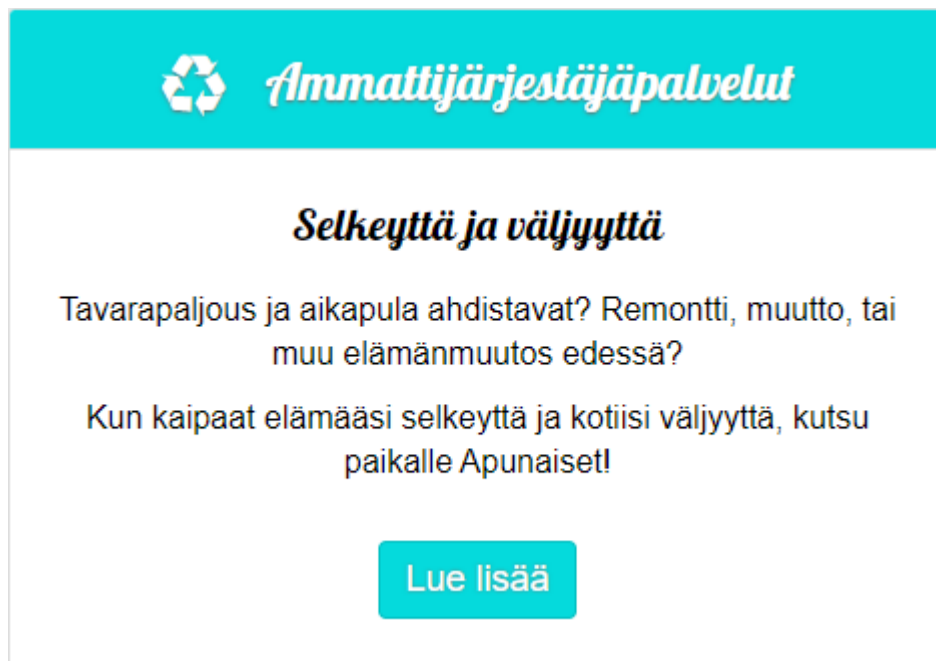 Ammattijärjestäjäpalvelut
Selkeyttä ja väljyyttä
Tavarapaljous ja aikapula ahdistavat? Remontti, muutto, tai
muu elämänmuutos edessä?
Kun kaipaat elämääsi selkeyttä ja kotiisi väljyyttä, kutsu
paikalle Apunaiset!
Lue lisää